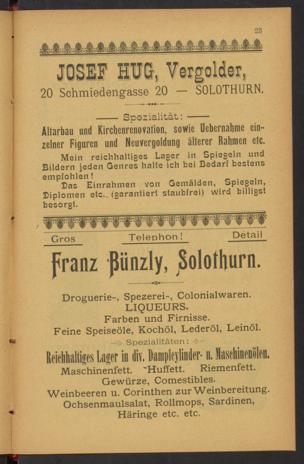 23
JOSEF HUG, Vergolder,
20 Schmiedengasse 20 — SOLOTHURN.
— Spezialität: —
Altarbau und Kirchenrenovation, sowie Uebernahme ein-
zelner Figuren und Neuvergoldung älterer Rahmen etc.
Mein reichhaltiges Lager in Spiegeln und
Bildern jeden Genres halte ich bei Bedarf bestens
empfohlen!
Das Einrahmen von Gemälden, Spiegeln,
Diplomen etc. (garantiert staubfrei) wird billigst
besorgt.
Gros Telephon! Détail
Franz Bünzly, Solothurn.
Droguerie-, Spezerei-, Colonialwaren.
LIQUEURS.
Farben und Firnisse.
Feine Speiseöle, Kochöl, Lederöl, Leinöl.
Spezialitäten:
Reichhaltiges Lager in div. Dampfcylinder- u. Maschinenölen.
Maschinenfett. Huffett. Riemenfett.
Gewürze, Comestibles.
Weinbeeren u. Corinthen zur Weinbereitung.
Ochsenmaulsalat, Rollmops, Sardinen,
Häringe etc. etc.